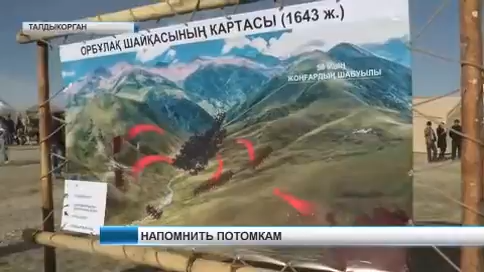 ТАЛДЫКОРГАН
ОРБҰЛАҚ ШАЙҚАСЫНЫҢ КАРТАСЫ (1643 ж.)
50 МЫҢ
ЖОҢҒАРДЫҢ ШАБУЫЛЫ
НАПОМНИТЬ ПОТОМКАМ